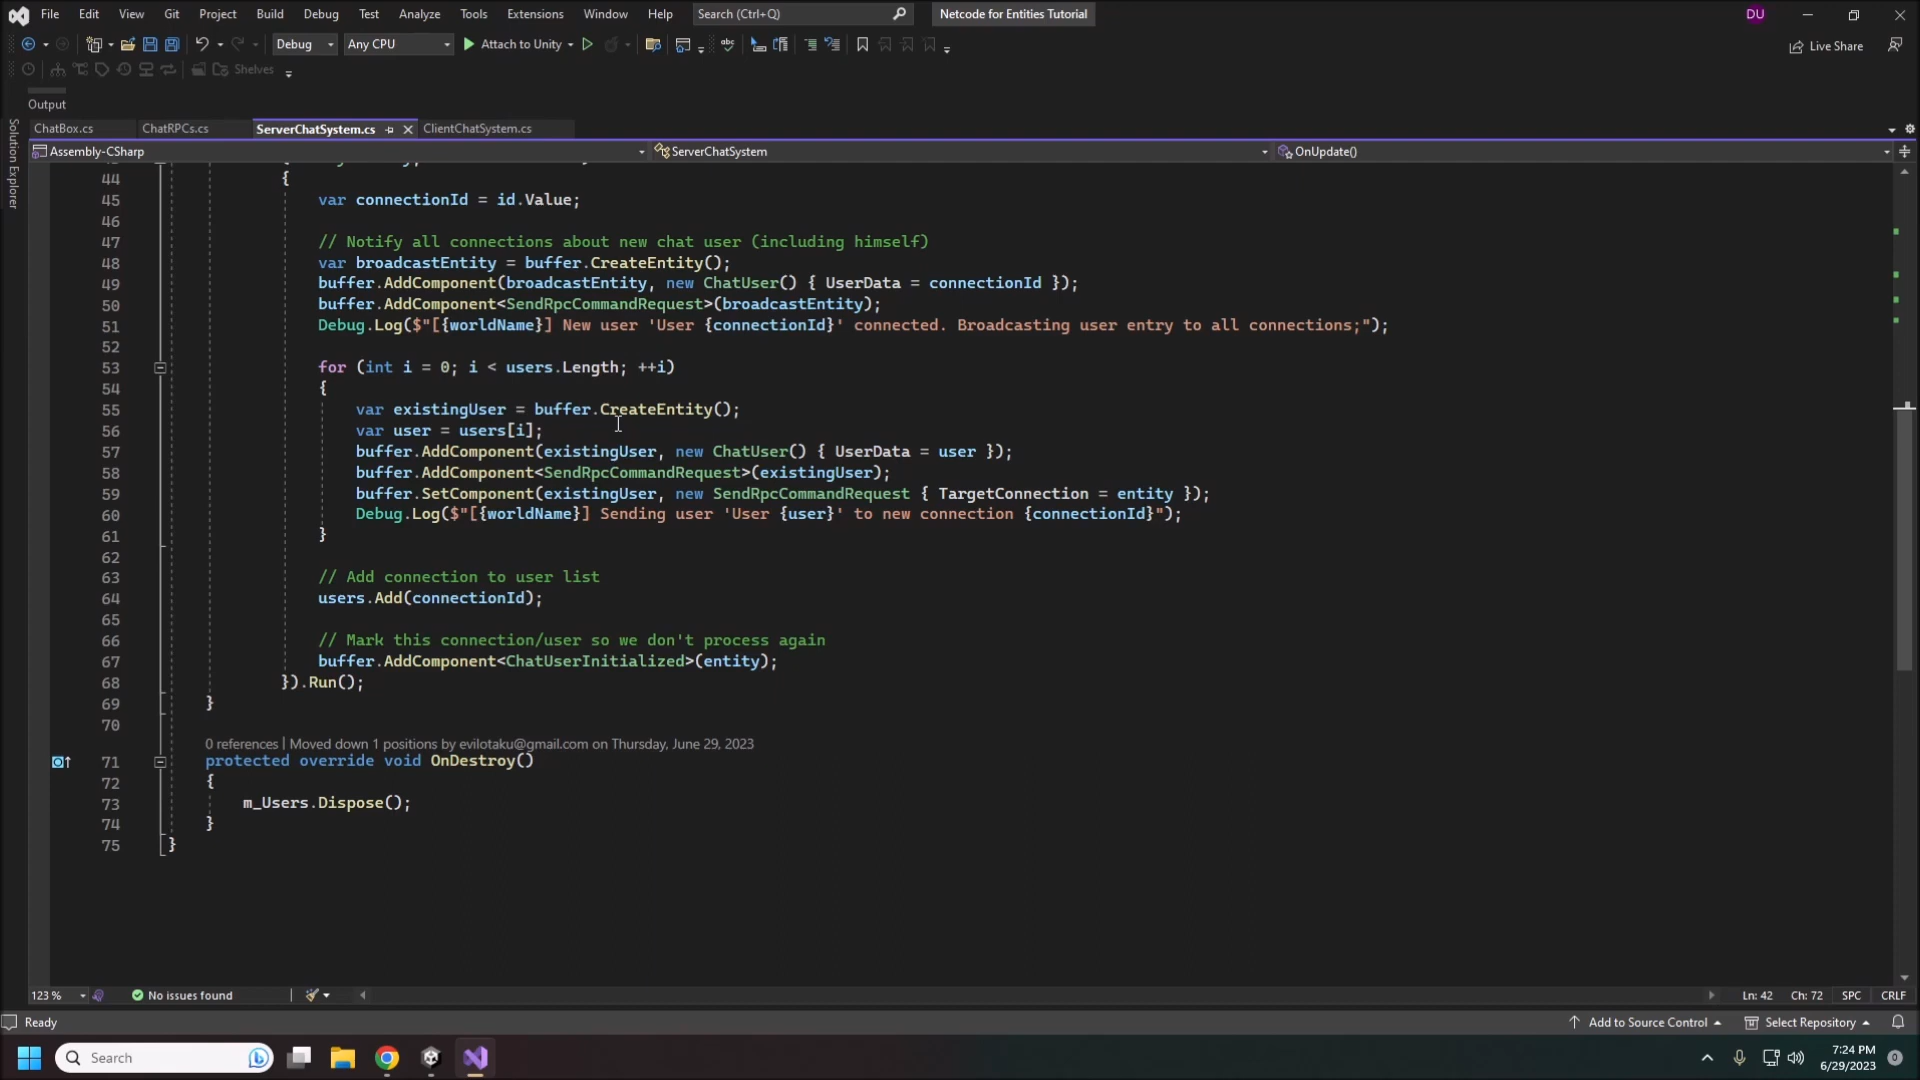 File Edit View Git Project Build Debug Test Analyze Tools Extensions Window Help Search (Ctrl+Q) Netcode for Entities Tutorial DU
Debug Any CPU Attach to Unity Live Share
Shelves
Output
Solution Explorer
ChatBox.cs ChatRPCs.cs ServerChatSystem.cs ClientChatSystem.cs
Assembly-CSharp ServerChatSystem OnUpdate()
44 {
45 var connectionId = id.Value;
46
47 // Notify all connections about new chat user (including himself)
48 var broadcastEntity = buffer.CreateEntity();
49 buffer.AddComponent(broadcastEntity, new ChatUser() { UserData = connectionId });
50 buffer.AddComponent<SendRpcCommandRequest>(broadcastEntity);
51 Debug.Log($"[{worldName}] New user 'User {connectionId}' connected. Broadcasting user entry to all connections;");
52
53 for (int i = 0; i < users.Length; ++i)
54 {
55 var existingUser = buffer.CreateEntity();
56 var user = users[i];
57 buffer.AddComponent(existingUser, new ChatUser() { UserData = user });
58 buffer.AddComponent<SendRpcCommandRequest>(existingUser);
59 buffer.SetComponent(existingUser, new SendRpcCommandRequest { TargetConnection = entity });
60 Debug.Log($"[{worldName}] Sending user 'User {user}' to new connection {connectionId}");
61 }
62
63 // Add connection to user list
64 users.Add(connectionId);
65
66 // Mark this connection/user so we don't process again
67 buffer.AddComponent<ChatUserInitialized>(entity);
68 }).Run();
69 }
70
0 references | Moved down 1 positions by evilotaku@gmail.com on Thursday, June 29, 2023
71 protected override void OnDestroy()
72 {
73 m_Users.Dispose();
74 }
75 }
123 % No issues found Ln: 42 Ch: 72 SPC CRLF
Ready Add to Source Control Select Repository
Search 7:24 PM
6/29/2023